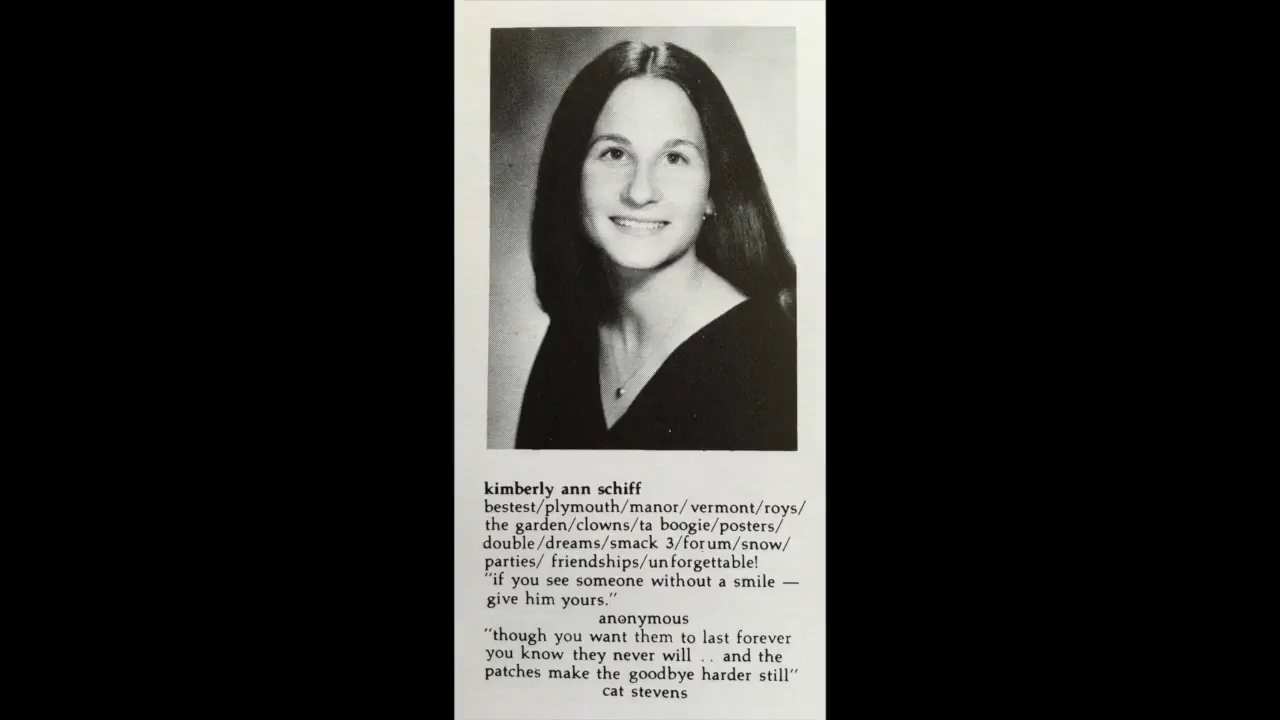 kimberly ann schiff
bestest/plymouth/manor/ vermont/roys/
the garden/clowns/ta boogie/posters/
double/dreams/smack 3/forum/snow/
parties/ friendships/unforgettable!
"if you see someone without a smile —
give him yours."
anonymous
"though you want them to last forever
you know they never will . . and the
patches make the goodbye harder still"
cat stevens